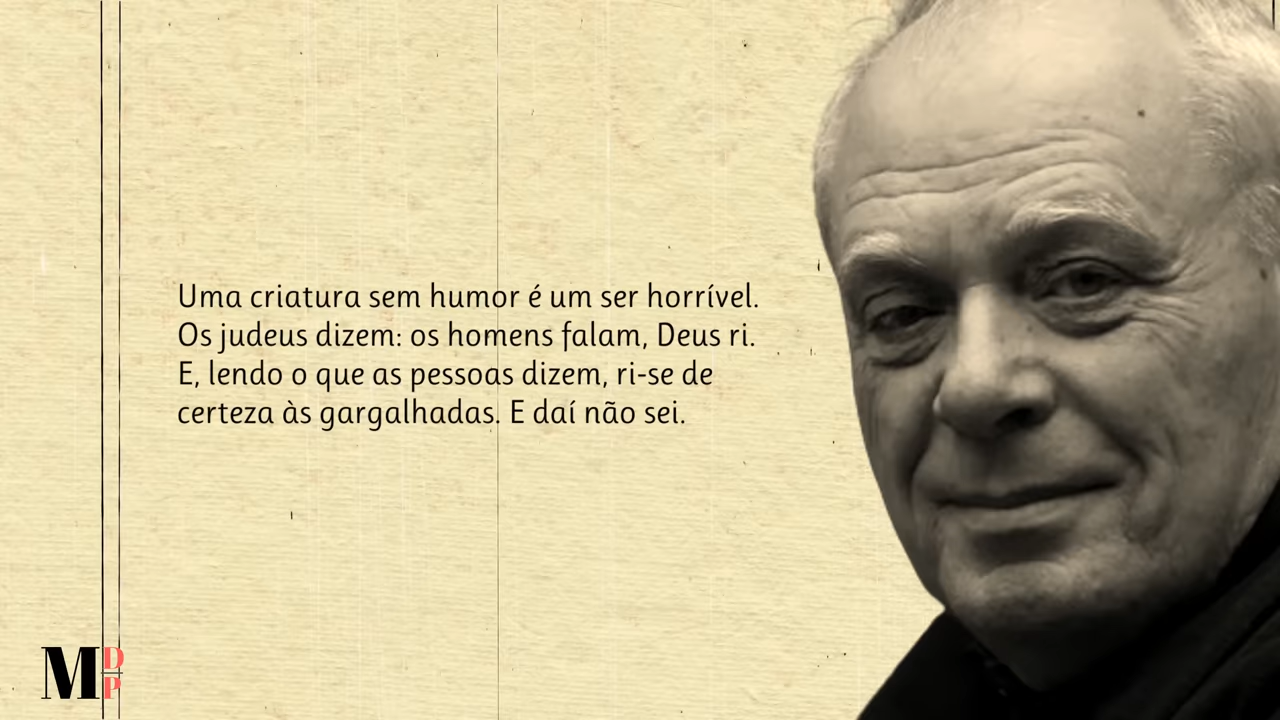 Uma criatura sem humor é um ser horrível.
Os judeus dizem: os homens falam, Deus ri.
E, lendo o que as pessoas dizem, ri-se de
certeza às gargalhadas. E daí não sei.
M D P